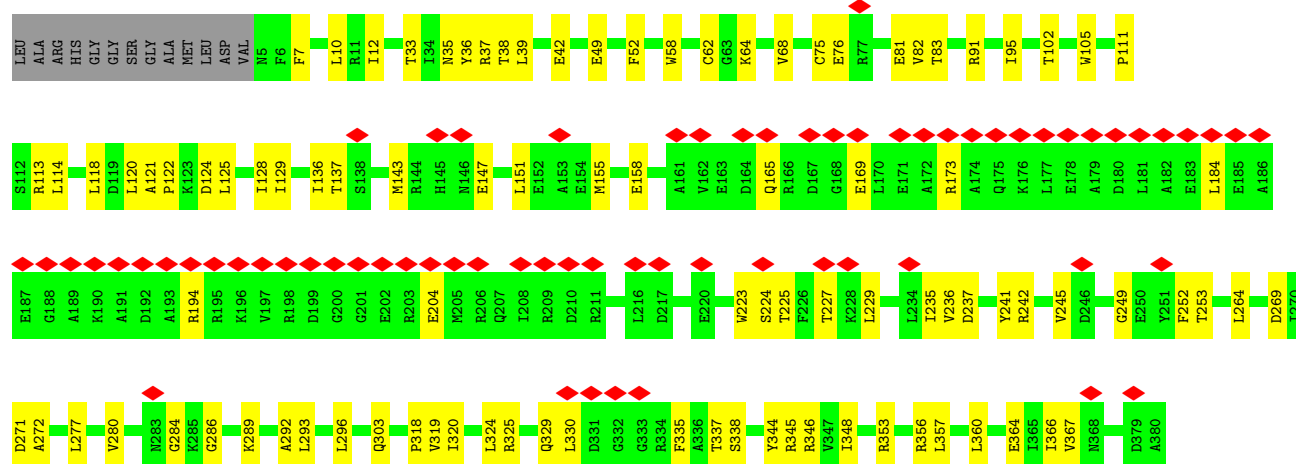 LEU ALA ARG HIS GLY GLY SER GLY ALA MET LEU ASP VAL N5 F6 F7 L10 R11 I12 T33 I34 N35 Y36 R37 T38 L39 E42 E49 F52 W58 C62 G63 K64 V68 C75 E76 R77 E81 V82 T83 R91 I95 T102 W105 P111
S112 R113 L114 L118 D119 L120 A121 P122 K123 D124 L125 I128 I129 I136 T137 S138 M143 R144 H145 N146 E147 L151 E152 A153 E154 M155 E158 A161 V162 E163 D164 Q165 R166 D167 G168 E169 L170 E171 A172 R173 A174 Q175 K176 L177 E178 A179 D180 L181 A182 E183 L184 E185 A186
E187 G188 A189 K190 A191 D192 A193 R194 R195 K196 V197 R198 D199 G200 G201 E202 R203 E204 M205 R206 Q207 I208 R209 D210 R211 L216 D217 E220 W223 S224 T225 F226 T227 K228 L229 L234 I235 V236 D237 Y241 R242 V245 D246 G249 E250 Y251 F252 T253 L264 D269 I270
D271 A272 L277 V280 N283 G284 K285 G286 K289 A292 L293 L296 Q303 P318 V319 I320 L324 R325 Q329 L330 D331 G332 G333 R334 F335 A336 T337 S338 Y344 R345 R346 V347 I348 R353 R356 L357 L360 E364 I365 I366 V367 N368 D379 A380